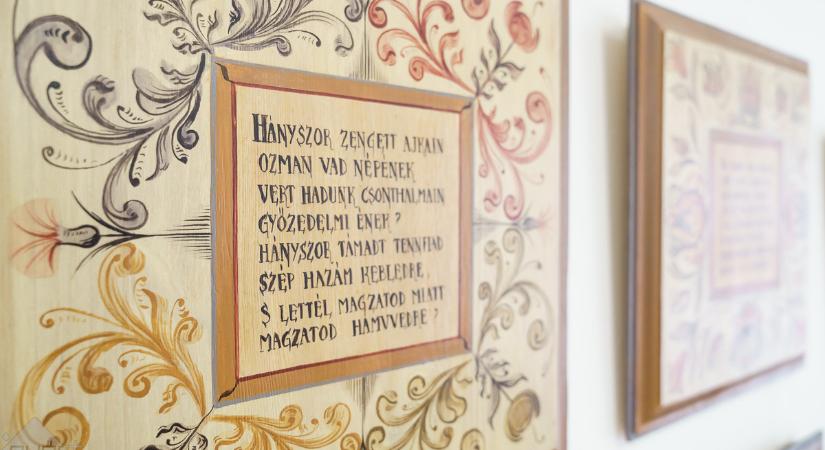 HÁNYSZOR ZENGETT AJKAIN
OZMAN VAD NÉPÉNEK
VERT HADUNK CSONTHALMAIN
GYŐZEDELMI ÉNEK?
HÁNYSZOR TÁMADT TENNFIAD
SZÉP HAZÁM KEBLEDRE,
S LETTÉL MAGZATOD MIATT
MAGZATOD HAMVVEDRE?